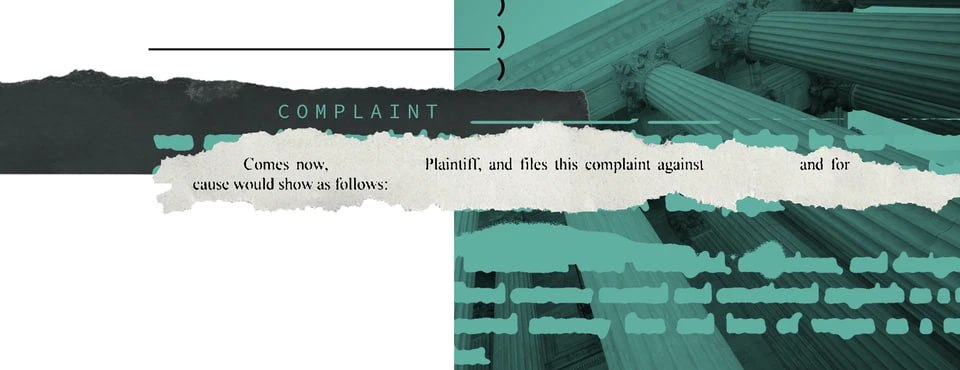 COMPLAINT
Comes now, Plaintiff, and files this complaint against and for
cause would show as follows: